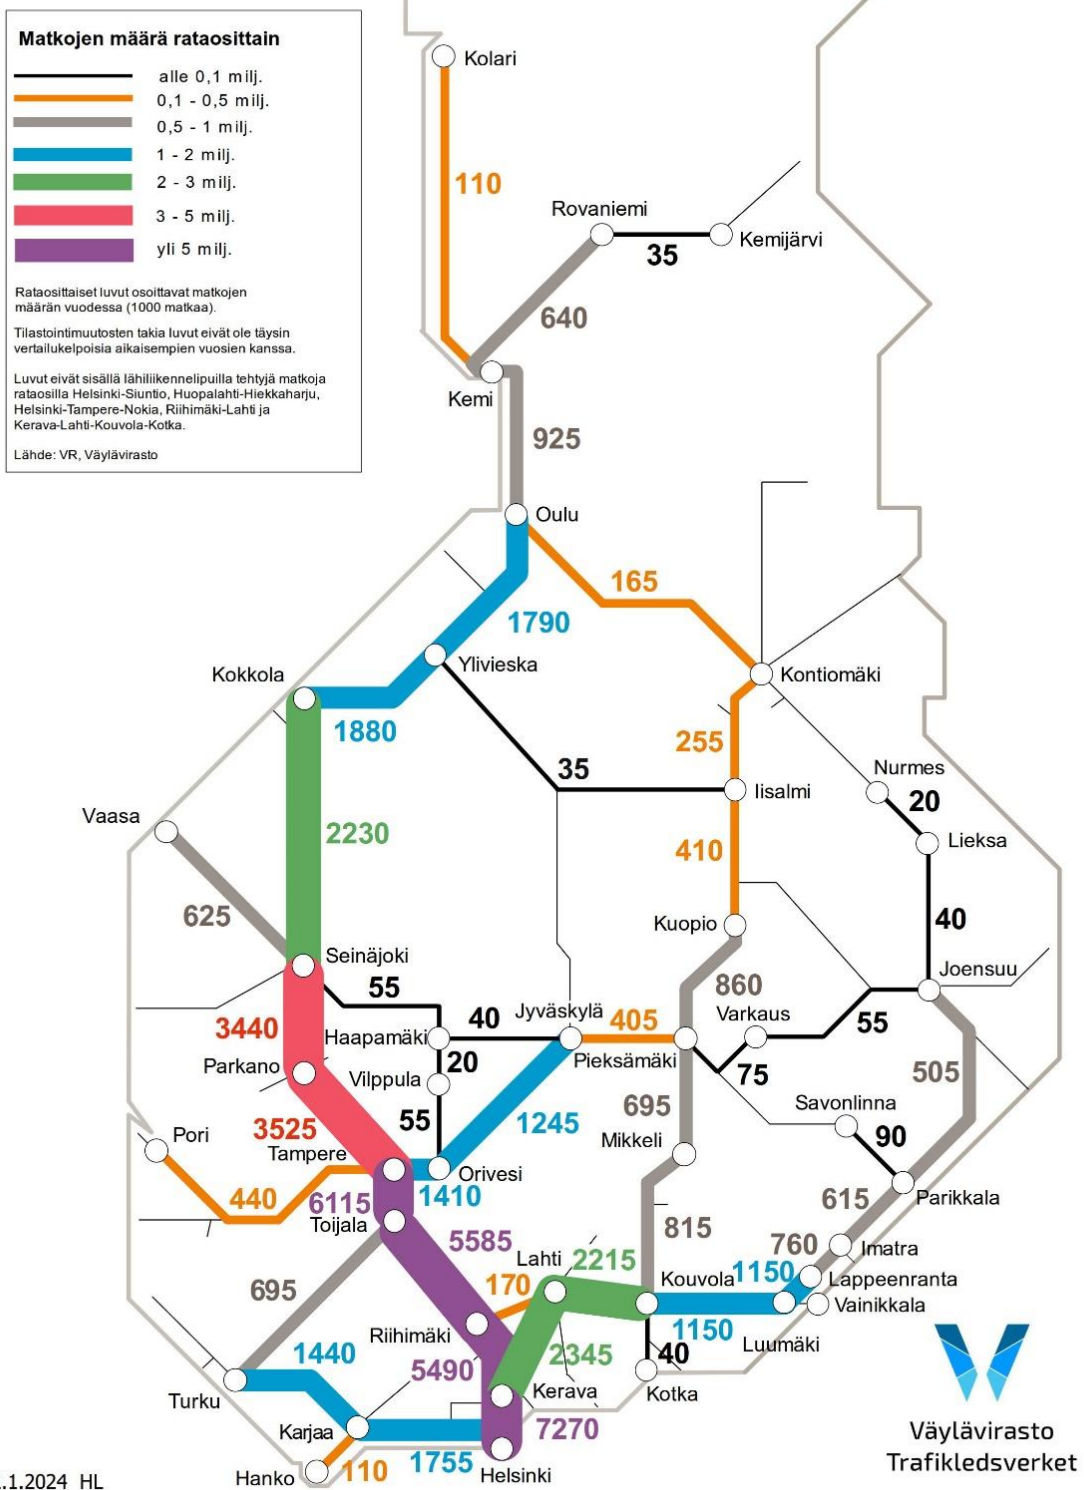 Matkojen määrä rataosittain
alle 0,1 milj.
0,1 - 0,5 milj.
0,5 - 1 milj.
1 - 2 milj.
2 - 3 milj.
3 - 5 milj.
yli 5 milj.
Rataosittaiset luvut osoittavat matkojen
määrän vuodessa (1000 matkaa).
Tilastointimuutosten takia luvut eivät ole täysin
vertailukelpoisia aikaisempien vuosien kanssa.
Luvut eivät sisällä lähiliikennelipuilla tehtyjä matkoja
rataosilla Helsinki-Siuntio, Huopalahti-Hiekkaharju,
Helsinki-Tampere-Nokia, Riihimäki-Lahti ja
Kerava-Lahti-Kouvola-Kotka.
Lähde: VR, Väylävirasto
Kolari
110
Rovaniemi
Kemijärvi
35
640
Kemi
925
Oulu
165
1790
Ylivieska
Kokkola
Kontiomäki
1880
255
35
Iisalmi
Nurmes
20
Vaasa
2230
Lieksa
410
625
Kuopio
40
Seinäjoki
Joensuu
55
860
3440
40
Jyväskylä
405
Varkaus
55
Haapamäki
Parkano
20
Pieksämäki
75
505
Vilppula
695
Savonlinna
55
1245
3525
Pori
90
Tampere
Mikkeli
Orivesi
440
6115
1410
615
Parikkala
Toijala
815
5585
760
Imatra
Lahti
2215
Kouvola
1150
Lappeenranta
695
170
Vainikkala
Riihimäki
1150
Luumäki
1440
2345
40
5490
Turku
Kerava
Kotka
Karjaa
7270
1755
Hanko
110
Helsinki
Väylävirasto
Trafikledsverket
.1.2024 HL